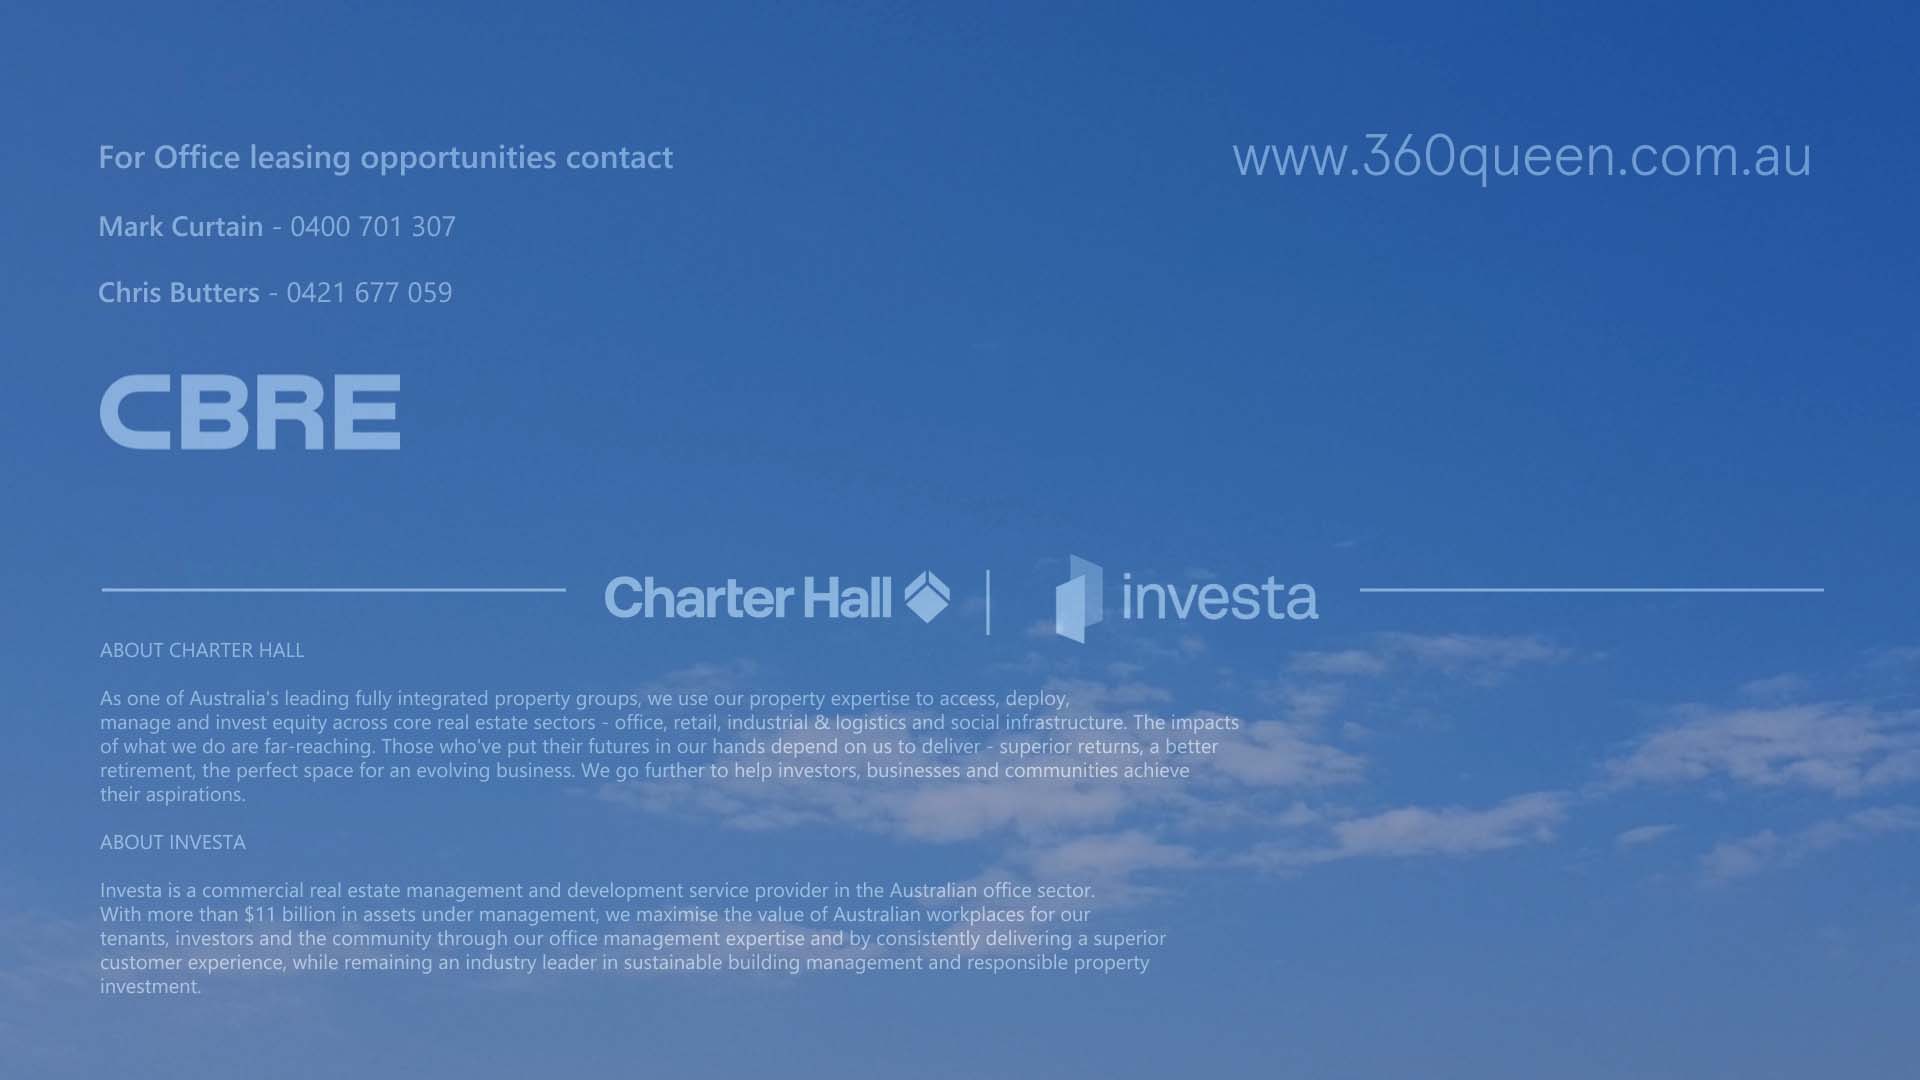 For Office leasing opportunities contact
www.360queen.com.au
Mark Curtain - 0400 701 307
Chris Butters - 0421 677 059
CBRE
Charter Hall
investa
ABOUT CHARTER HALL
As one of Australia's leading fully integrated property groups, we use our property expertise to access, deploy,
manage and invest equity across core real estate sectors - office, retail, industrial & logistics and social infrastructure. The impacts
of what we do are far-reaching. Those who've put their futures in our hands depend on us to deliver - superior returns, a better
retirement, the perfect space for an evolving business. We go further to help investors, businesses and communities achieve
their aspirations.
ABOUT INVESTA
Investa is a commercial real estate management and development service provider in the Australian office sector.
With more than $11 billion in assets under management, we maximise the value of Australian workplaces for our
tenants, investors and the community through our office management expertise and by consistently delivering a superior
customer experience, while remaining an industry leader in sustainable building management and responsible property
investment.